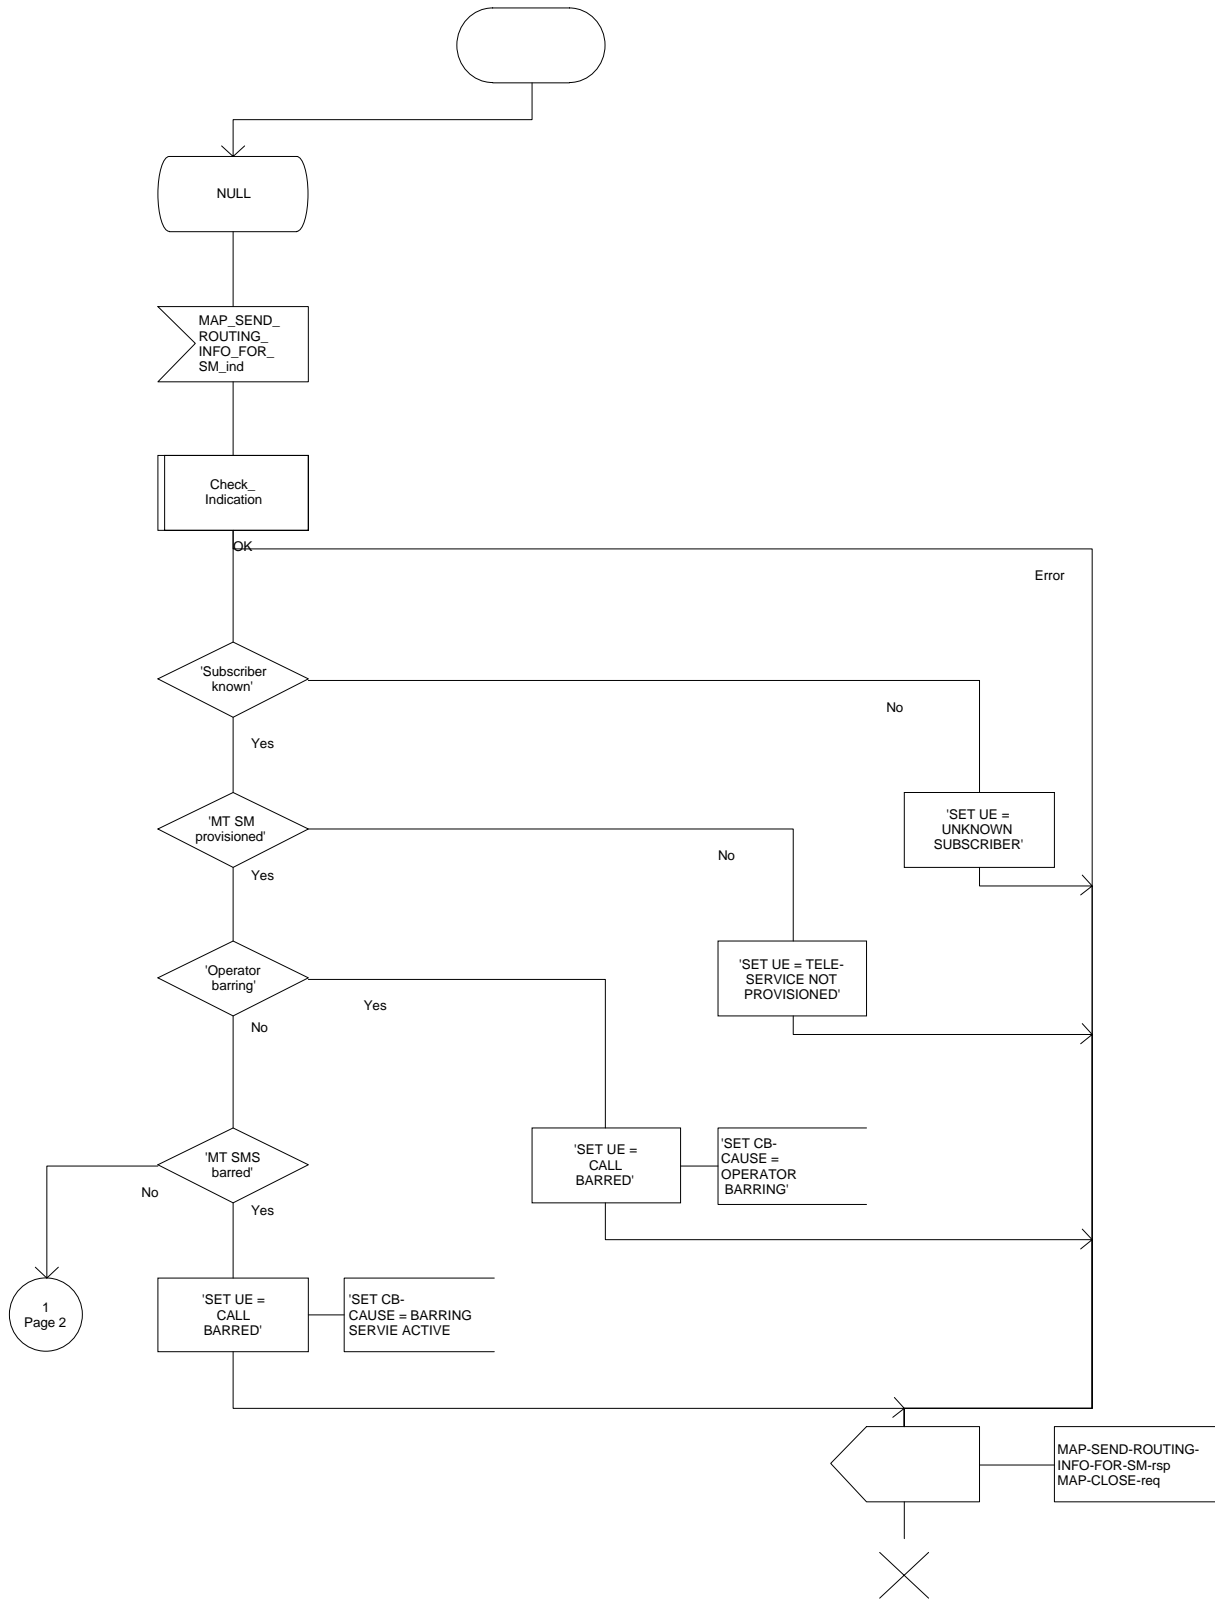 NULL
MAP_SEND_
ROUTING_
INFO_FOR_
SM_ind
Check_
Indication
OK
Error
'Subscriber
known'
No
Yes
'MT SM
provisioned'
No
Yes
'SET UE =
UNKNOWN
SUBSCRIBER'
'Operator
barring'
Yes
No
'SET UE = TELE-
SERVICE NOT
PROVISIONED'
'MT SMS
barred'
No
Yes
'SET UE =
CALL
BARRED'
'SET CB-
CAUSE =
OPERATOR
BARRING'
1
Page 2
'SET UE =
CALL
BARRED'
'SET CB-
CAUSE = BARRING
SERVIE ACTIVE
MAP-SEND-ROUTING-
INFO-FOR-SM-rsp
MAP-CLOSE-req